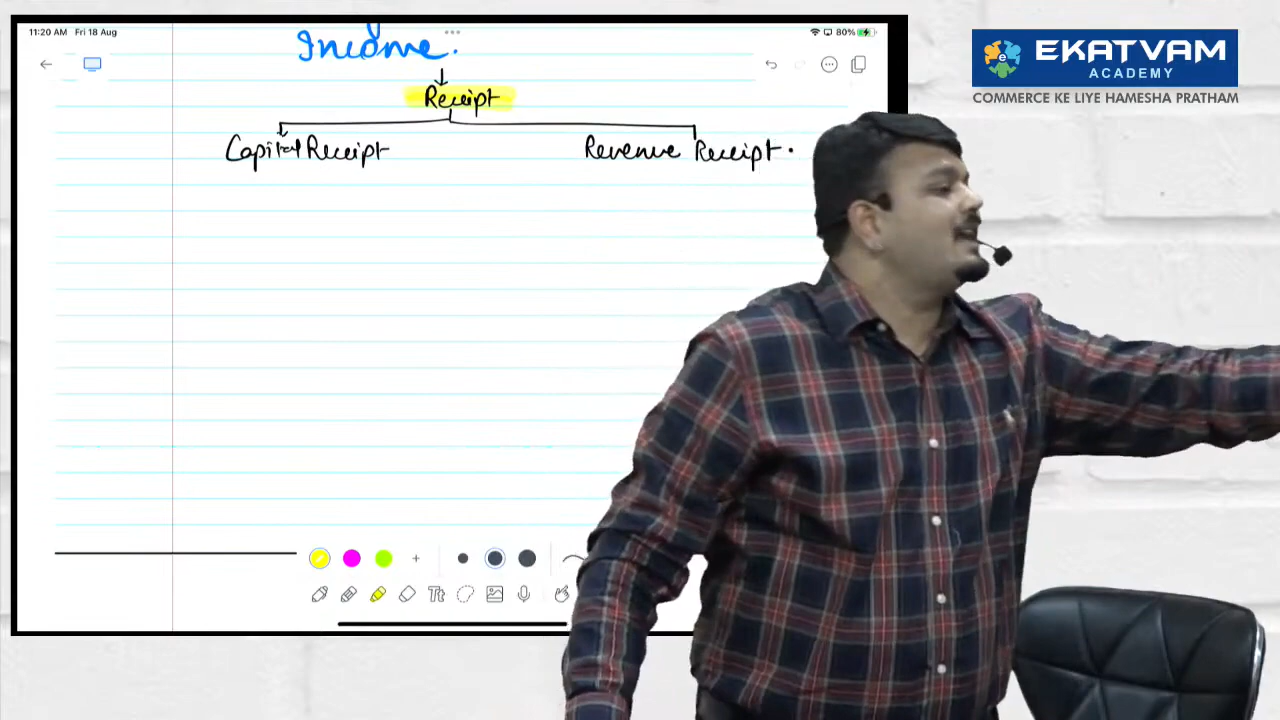 11:20 AM Fri 18 Aug
80%
Income.
Receipt
Capital Receipt
Revenue Receipt.
Tt
EKATVAM
ACADEMY
COMMERCE KE LIYE HAMESHA PRATHAM